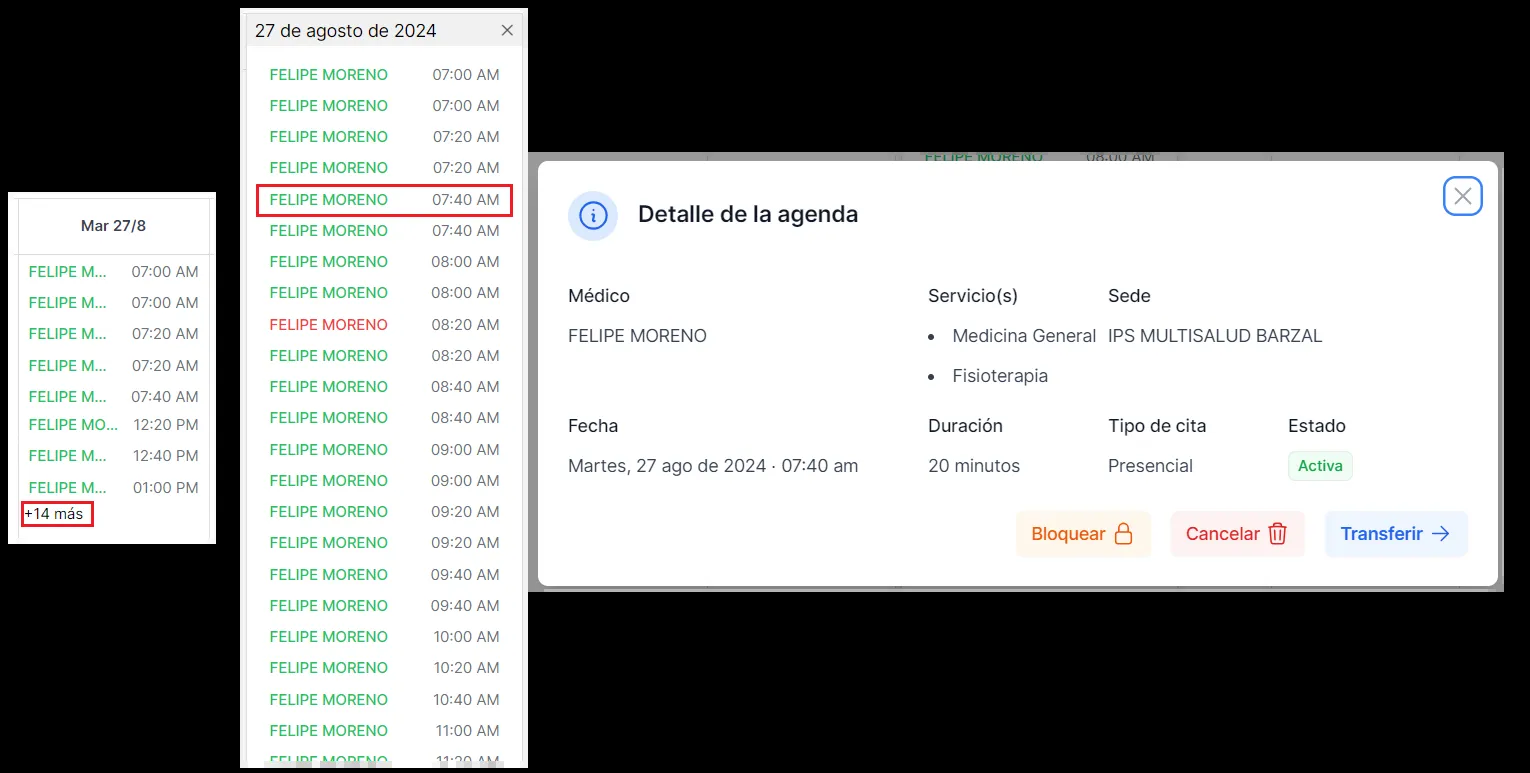 Mar 27/8
FELIPE M... 07:00 AM
FELIPE M... 07:00 AM
FELIPE M... 07:20 AM
FELIPE M... 07:20 AM
FELIPE M... 07:40 AM
FELIPE MO... 12:20 PM
FELIPE M... 12:40 PM
FELIPE M... 01:00 PM
+14 más
27 de agosto de 2024
FELIPE MORENO 07:00 AM
FELIPE MORENO 07:00 AM
FELIPE MORENO 07:20 AM
FELIPE MORENO 07:20 AM
FELIPE MORENO 07:40 AM
FELIPE MORENO 07:40 AM
FELIPE MORENO 08:00 AM
FELIPE MORENO 08:00 AM
FELIPE MORENO 08:20 AM
FELIPE MORENO 08:20 AM
FELIPE MORENO 08:40 AM
FELIPE MORENO 08:40 AM
FELIPE MORENO 09:00 AM
FELIPE MORENO 09:00 AM
FELIPE MORENO 09:20 AM
FELIPE MORENO 09:20 AM
FELIPE MORENO 09:40 AM
FELIPE MORENO 09:40 AM
FELIPE MORENO 10:00 AM
FELIPE MORENO 10:20 AM
FELIPE MORENO 10:40 AM
FELIPE MORENO 11:00 AM
FELIPE MORENO 11:20 AM
FELIPE MORENO 08:00 AM
Detalle de la agenda
Médico Servicio(s) Sede
FELIPE MORENO • Medicina General IPS MULTISALUD BARZAL
• Fisioterapia
Fecha Duración Tipo de cita Estado
Martes, 27 ago de 2024 · 07:40 am 20 minutos Presencial Activa
Bloquear Cancelar Transferir